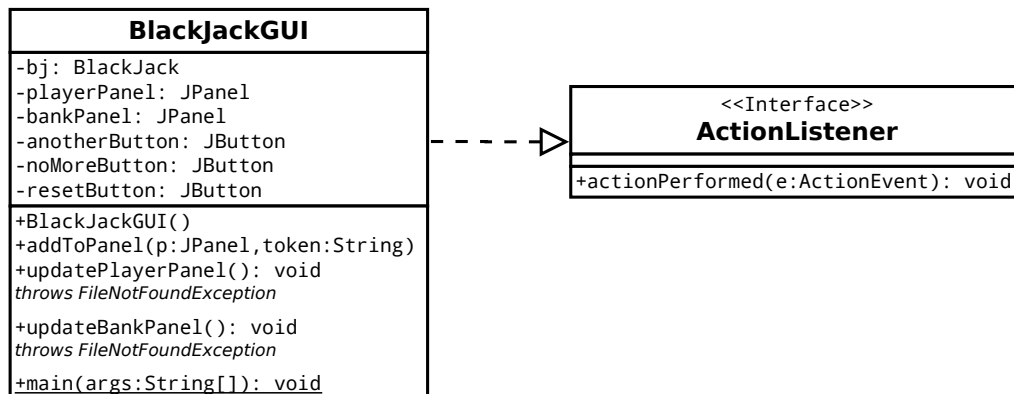 BlackJackGUI
-bj: BlackJack
-playerPanel: JPanel
-bankPanel: JPanel
-anotherButton: JButton
-noMoreButton: JButton
-resetButton: JButton
+BlackJackGUI()
+addToPanel(p:JPanel,token:String)
+updatePlayerPanel(): void
throws FileNotFoundException
+updateBankPanel(): void
throws FileNotFoundException
+main(args:String[]): void
<<Interface>>
ActionListener
+actionPerformed(e:ActionEvent): void